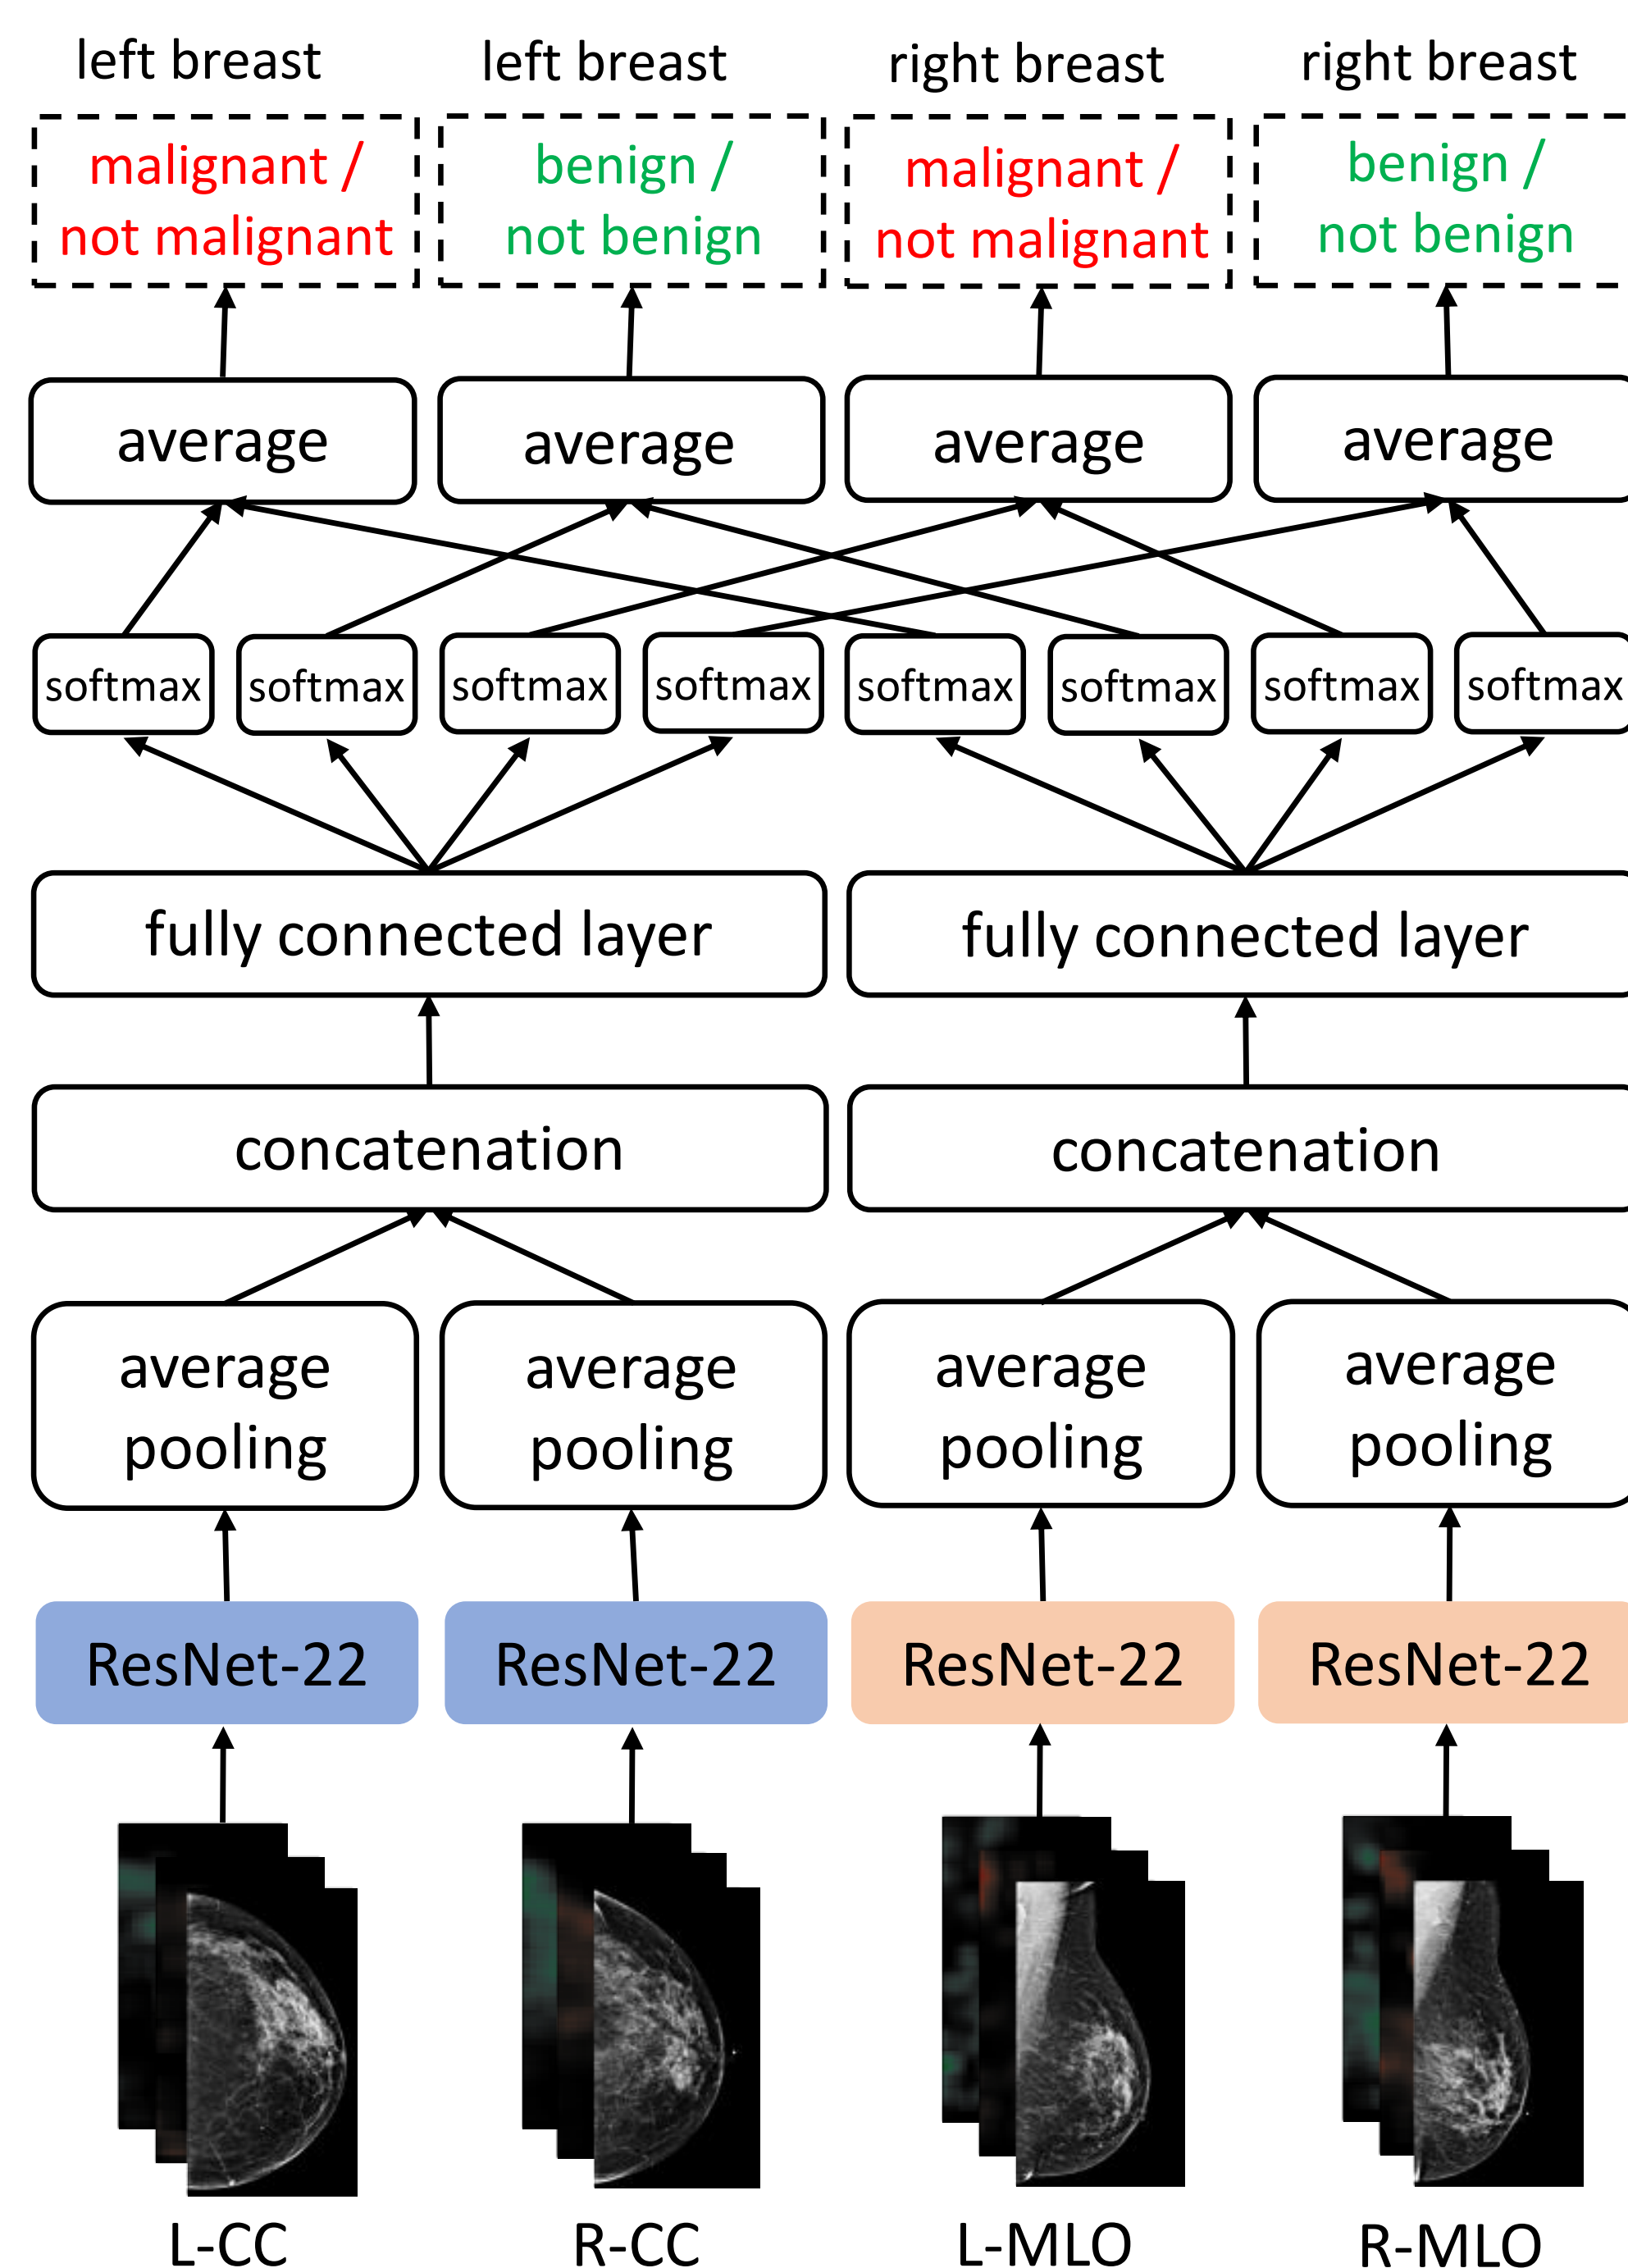 left breast
left breast
right breast
right breast
malignant /
not malignant
benign /
not benign
malignant /
not malignant
benign /
not benign
average
average
average
average
softmax
softmax
softmax
softmax
softmax
softmax
softmax
softmax
fully connected layer
fully connected layer
concatenation
concatenation
average
pooling
average
pooling
average
pooling
average
pooling
ResNet-22
ResNet-22
ResNet-22
ResNet-22
L-CC
R-CC
L-MLO
R-MLO